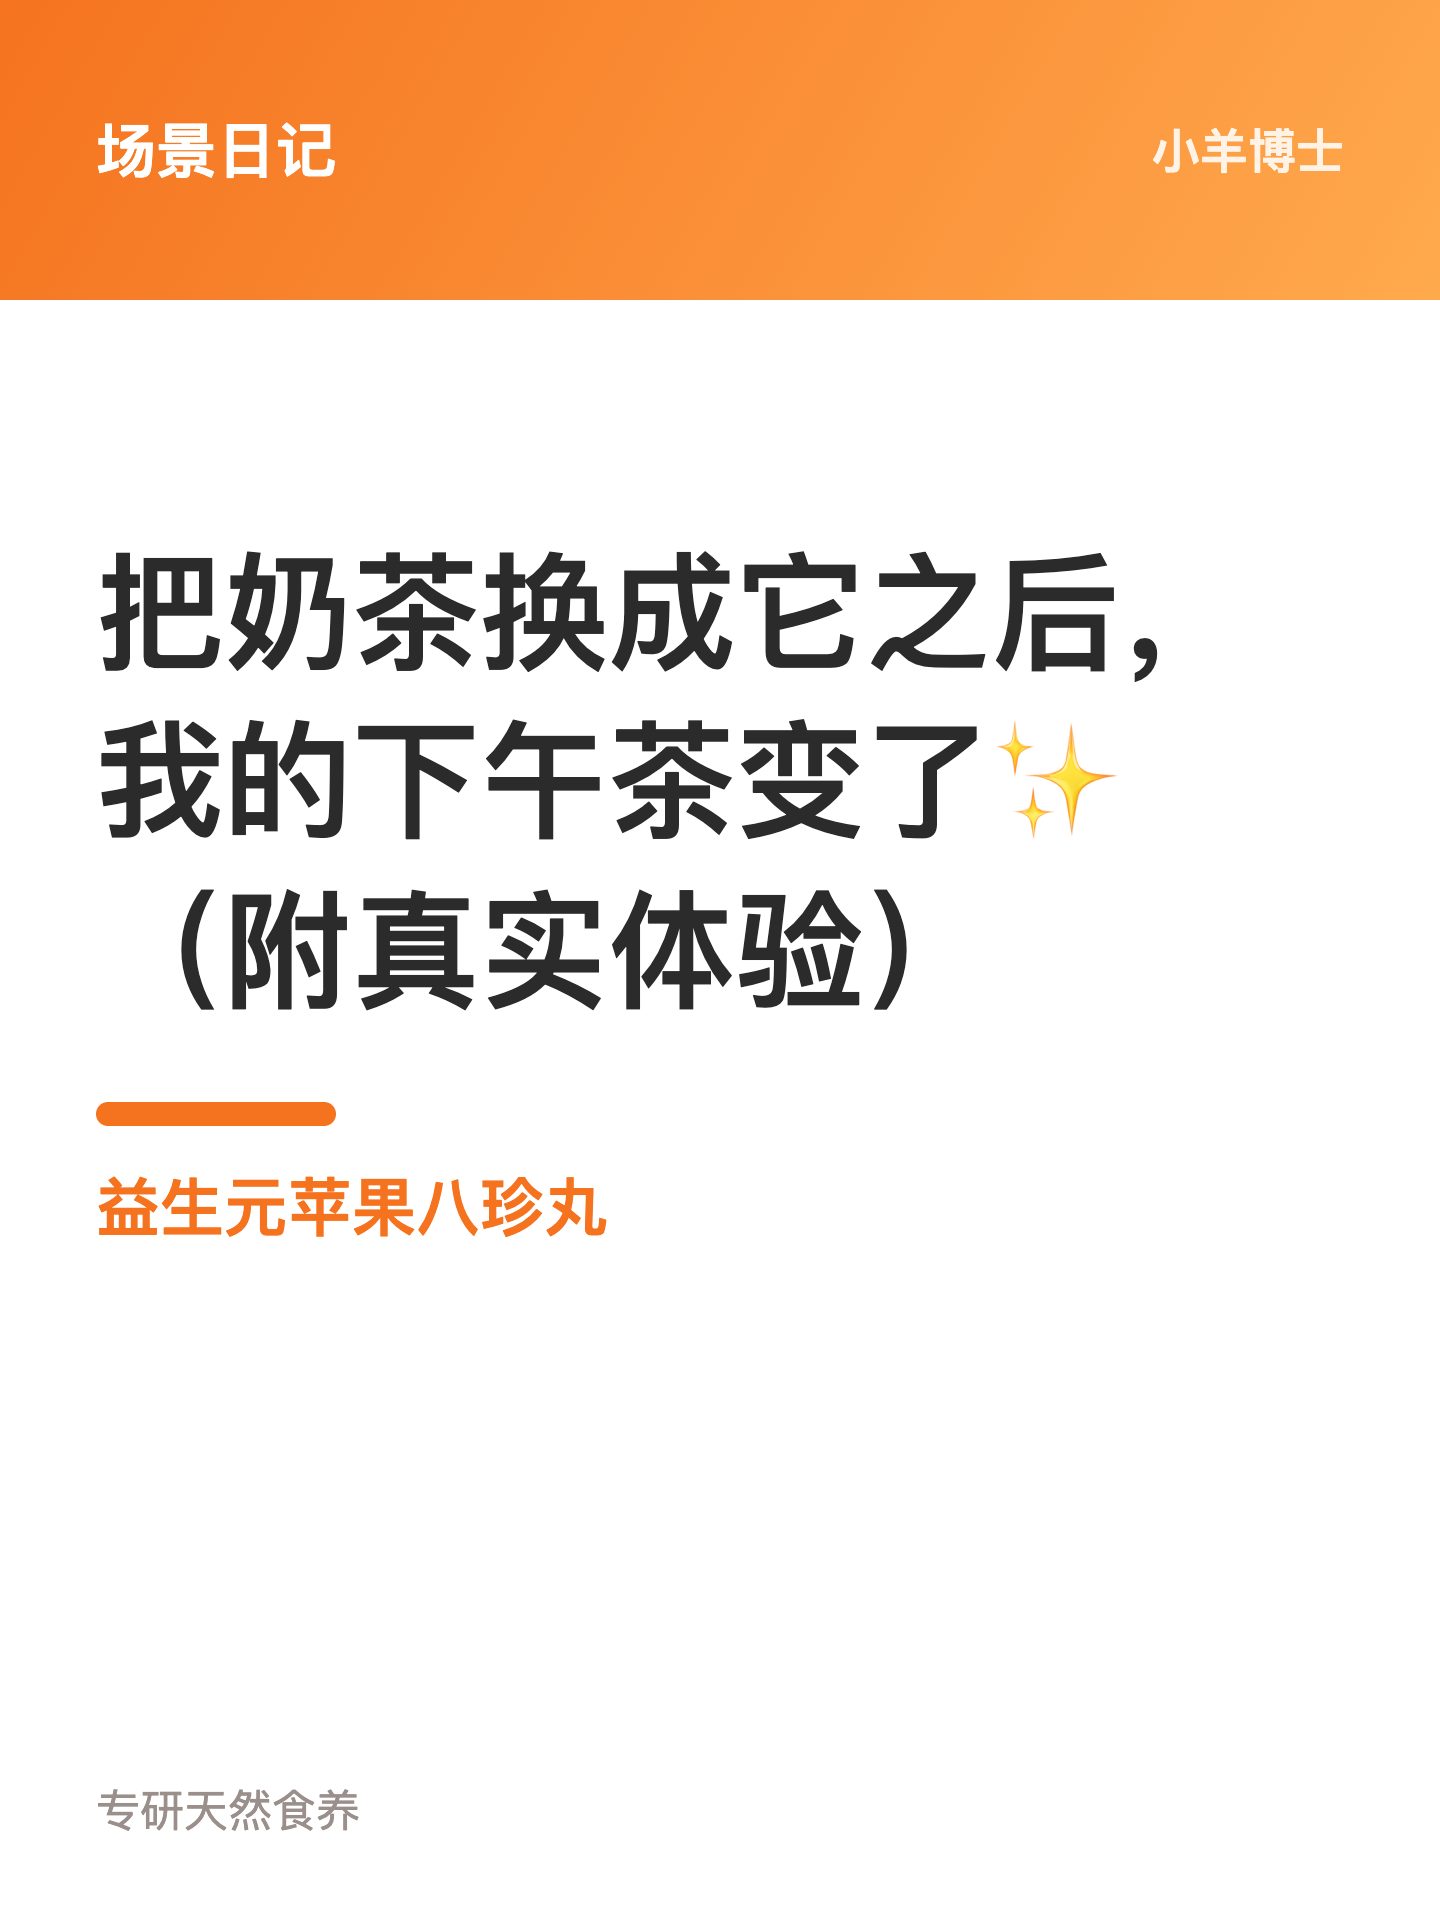 场景日记
小羊博士
把奶茶换成它之后，
我的下午茶变了✨
（附真实体验）
益生元苹果八珍丸
专研天然食养